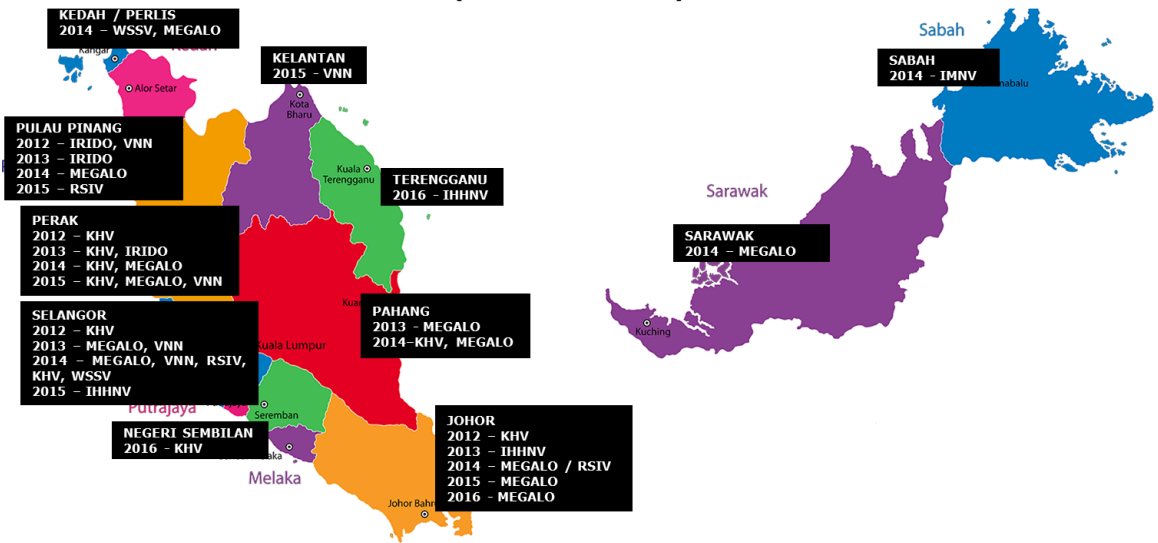 KEDAH / PERLIS
2014 – WSSV, MEGALO
Kangar
Alor Setar
KELANTAN
2015 - VNN
Kota
Bharu
PULAU PINANG
2012 – IRIDO, VNN
2013 – IRIDO
2014 – MEGALO
2015 – RSIV
Kuala
Terengganu
TERENGGANU
2016 - IHHNV
PERAK
2012 – KHV
2013 – KHV, IRIDO
2014 – KHV, MEGALO
2015 – KHV, MEGALO, VNN
SELANGOR
2012 – KHV
2013 – MEGALO, VNN
2014 – MEGALO, VNN, RSIV,
KHV, WSSV
2015 – IHHNV
Kuala Lumpur
PAHANG
2013 - MEGALO
2014–KHV, MEGALO
Putrajaya
Seremban
NEGERI SEMBILAN
2016 - KHV
Melaka
JOHOR
2012 – KHV
2013 – IHHNV
2014 – MEGALO / RSIV
2015 – MEGALO
2016 - MEGALO
Sabah
SABAH
2014 - IMNV
Sarawak
SARAWAK
2014 – MEGALO
Kuching